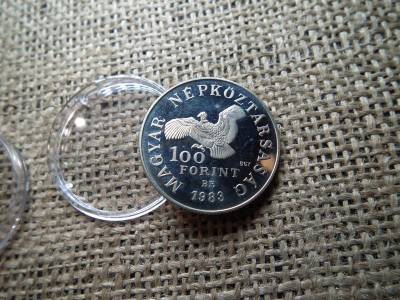 MAGYAR NÉPKÖZTÁRSASÁG
100
FORINT
BP.
1983